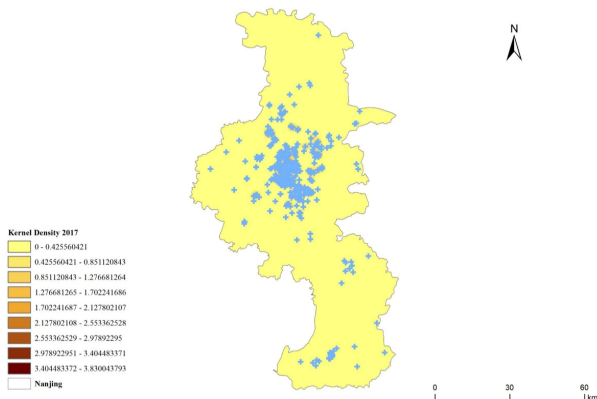 N
Kernel Density 2017
0 - 0.425560421
0.425560421 - 0.851120843
0.851120843 - 1.276681264
1.276681265 - 1.702241686
1.702241687 - 2.127802107
2.127802108 - 2.553362528
2.553362529 - 2.97892295
2.978922951 - 3.404483371
3.404483372 - 3.830043793
Nanjing
0 30 60
km